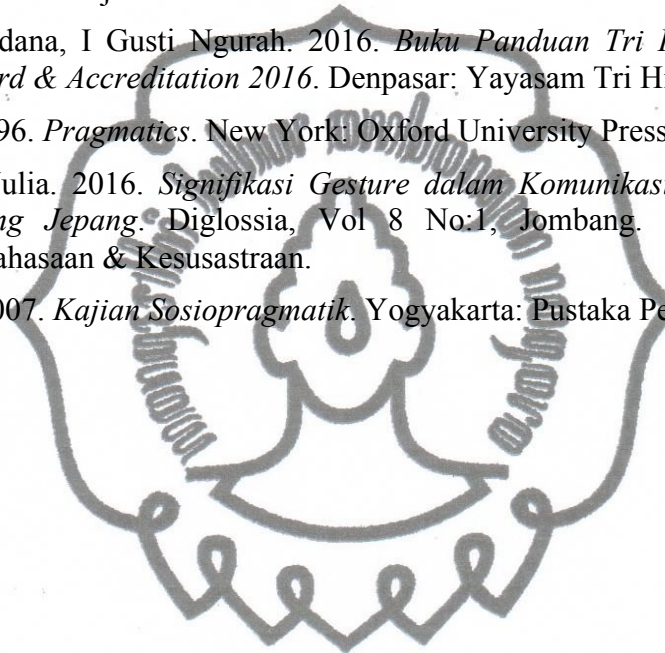 dana, I Gusti Ngurah. 2016. Buku Panduan Tri
rd & Accreditation 2016. Denpasar: Yayasam Tri Hi
96. Pragmatics. New York: Oxford University Press
ulia. 2016. Signifikasi Gesture dalam Komunikasi
ng Jepang. Diglossia, Vol 8 No:1, Jombang.
ahasaan & Kesusastraan.
007. Kajian Sosiopragmatik. Yogyakarta: Pustaka Pe